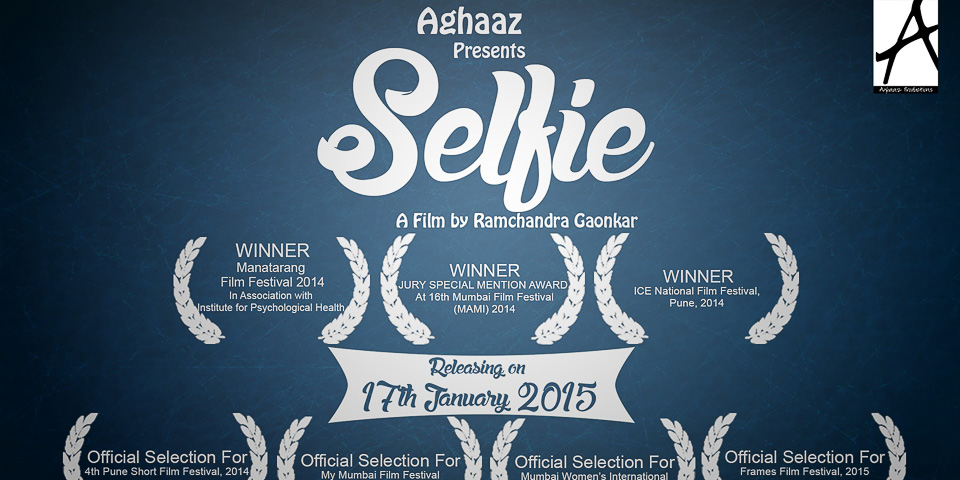 Aghaaz
Presents
Selfie
A Film by Ramchandra Gaonkar
WINNER
Manatarang
Film Festival 2014
In Association with
Institute for Psychological Health
WINNER
JURY SPECIAL MENTION AWARD
At 16th Mumbai Film Festival
(MAMI) 2014
WINNER
ICE National Film Festival,
Pune, 2014
Releasing on
17th January 2015
Official Selection For
4th Pune Short Film Festival, 2014
Official Selection For
My Mumbai Film Festival
Official Selection For
Mumbai Women's International
Official Selection For
Frames Film Festival, 2015
A
Aghaaz Productions